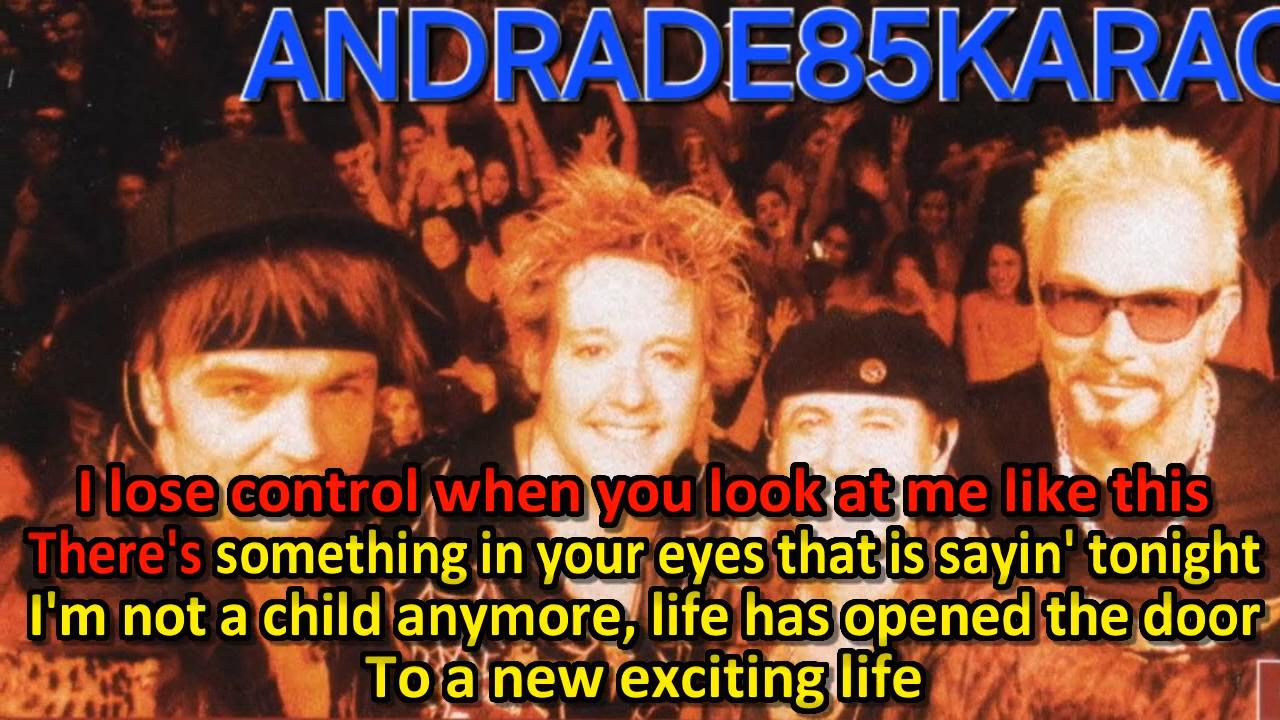 ANDRADE85KARAO
I lose control when you look at me like this
There's something in your eyes that is sayin' tonight
I'm not a child anymore, life has opened the door
To a new exciting life